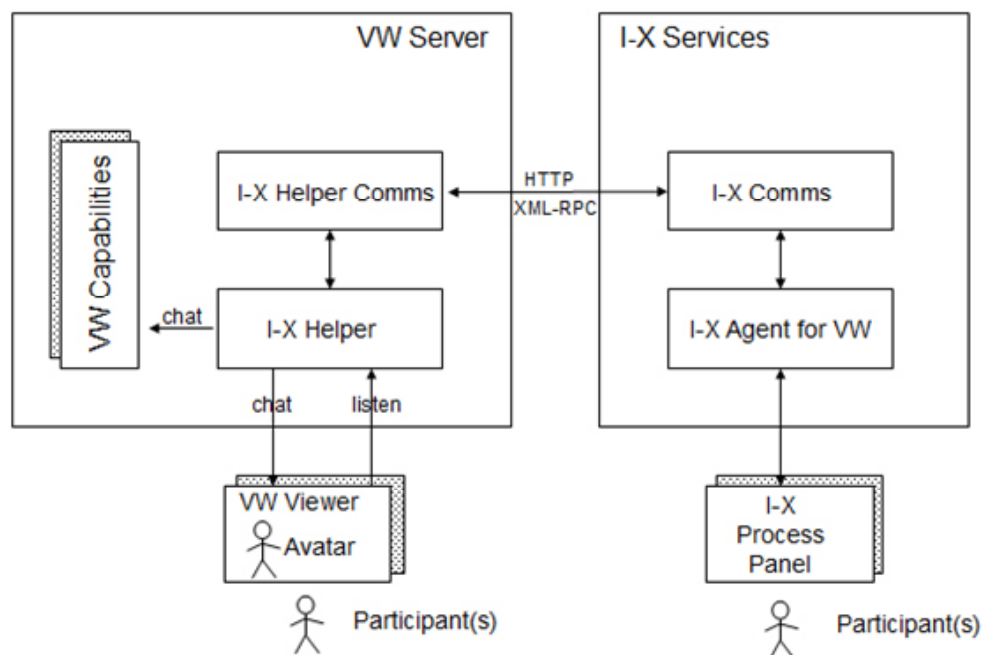 VW Server
I-X Services
VW Capabilities
I-X Helper Comms
HTTP
XML-RPC
I-X Comms
chat
I-X Helper
I-X Agent for VW
chat
listen
VW Viewer
Avatar
I-X
Process
Panel
Participant(s)
Participant(s)